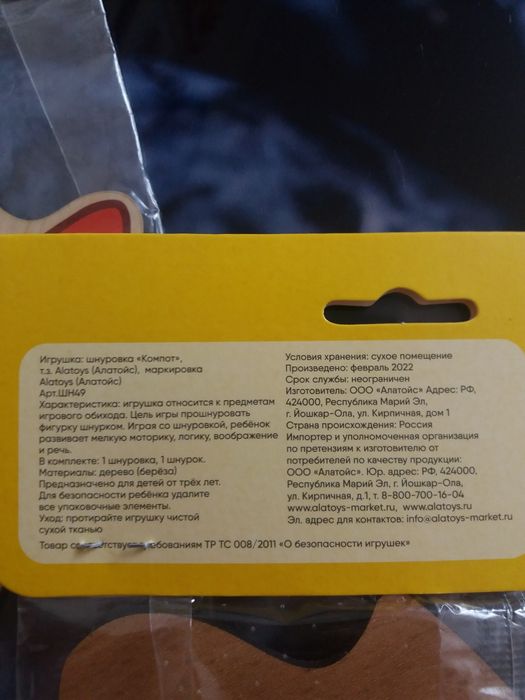 Игрушка: шнуровка «Компот»,
т.з. Alatoys (Алатойс), маркировка
Alatoys (Алатойс)
Арт.ШН49
Характеристика: игрушка относится к предметам
игрового обихода. Цель игры прошнуровать
фигурку шнурком. Играя со шнуровкой, ребёнок
развивает мелкую моторику, логику, воображение
и речь.
В комплекте: 1 шнуровка, 1 шнурок.
Материалы: дерево (берёза)
Предназначено для детей от трёх лет.
Для безопасности ребёнка удалите
все упаковочные элементы.
Уход: протирайте игрушку чистой
сухой тканью
Условия хранения: сухое помещение
Произведено: февраль 2022
Срок службы: неограничен
Изготовитель: ООО «Алатойс» Адрес: РФ,
424000, Республика Марий Эл,
г. Йошкар-Ола, ул. Кирпичная, дом 1
Страна происхождения: Россия
Импортер и уполномоченная организация
по претензиям к изготовителю от
потребителей по качеству продукции:
ООО «Алатойс». Юр. адрес: РФ, 424000,
Республика Марий Эл, г. Йошкар-Ола,
ул. Кирпичная, д.1, т. 8-800-700-16-04
www.alatoys-market.ru, www.alatoys.ru
Эл. адрес для контактов: info@alatoys-market.ru
Товар соответствует требованиям ТР ТС 008/2011 «О безопасности игрушек»